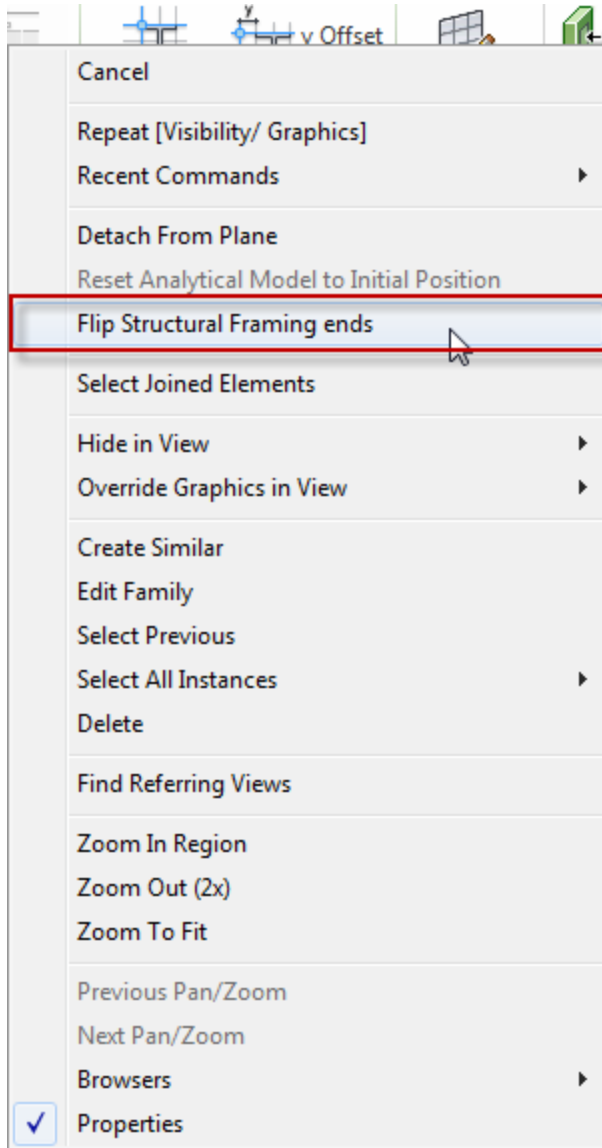 y
y Offset
Cancel
Repeat [Visibility/ Graphics]
Recent Commands
Detach From Plane
Reset Analytical Model to Initial Position
Flip Structural Framing ends
Select Joined Elements
Hide in View
Override Graphics in View
Create Similar
Edit Family
Select Previous
Select All Instances
Delete
Find Referring Views
Zoom In Region
Zoom Out (2x)
Zoom To Fit
Previous Pan/Zoom
Next Pan/Zoom
Browsers
Properties